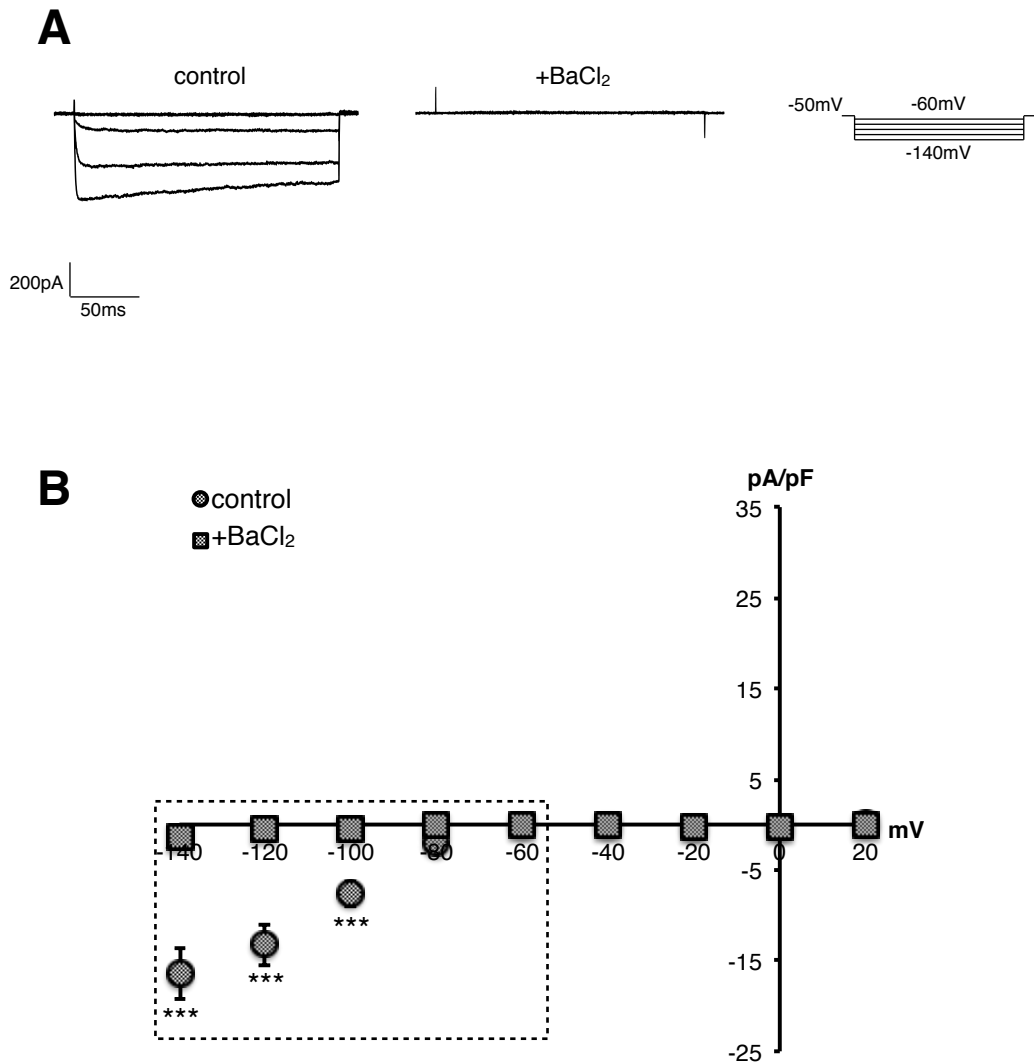 A
control
+BaCl₂
-50mV
-60mV
-140mV
200pA
50ms
B
control
+BaCl₂
pA/pF
35
25
15
5
-5
-15
-25
-140 -120 -100 -80 -60 -40 -20 0 20
mV
***
***
***